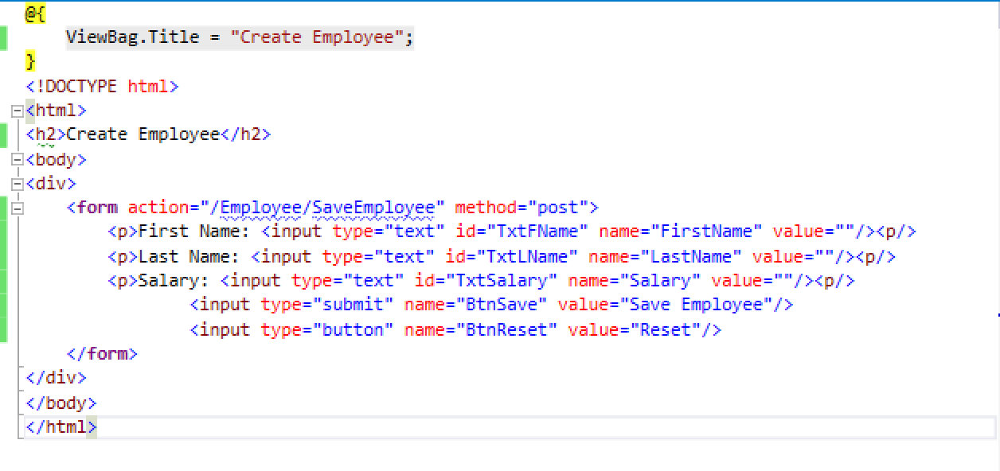 @{
    ViewBag.Title = "Create Employee";
}
<!DOCTYPE html>
<html>
<h2>Create Employee</h2>
<body>
<div>
    <form action="/Employee/SaveEmployee" method="post">
        <p>First Name: <input type="text" id="TxtFName" name="FirstName" value=""/><p/>
        <p>Last Name: <input type="text" id="TxtLName" name="LastName" value=""/><p/>
        <p>Salary: <input type="text" id="TxtSalary" name="Salary" value=""/><p/>
                <input type="submit" name="BtnSave" value="Save Employee"/>
                <input type="button" name="BtnReset" value="Reset"/>
    </form>
</div>
</body>
</html>